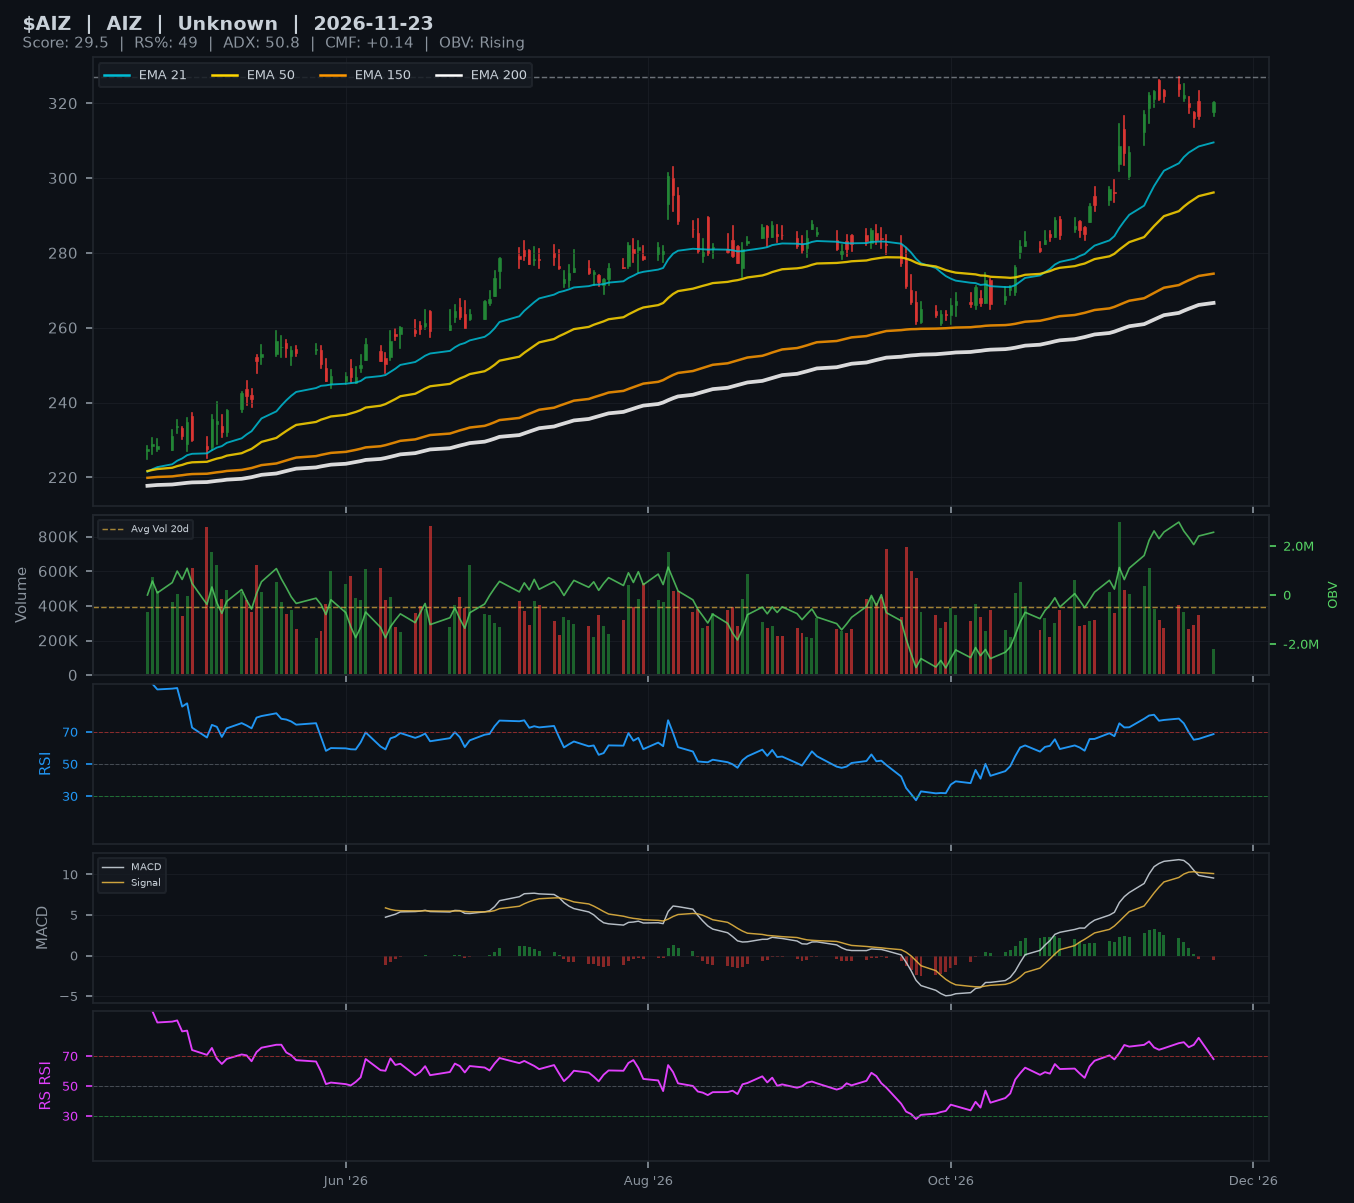 $AIZ | AIZ | Unknown | 2026-11-23
Score: 29.5 | RS%: 49 | ADX: 50.8 | CMF: +0.14 | OBV: Rising
EMA 21 EMA 50 EMA 150 EMA 200
320
300
280
260
240
220
Avg Vol 20d
800K
600K
400K
200K
0
Volume
2.0M
0
-2.0M
OBV
70
50
30
RSI
MACD
Signal
10
5
0
−5
MACD
70
50
30
RS RSI
Jun '26 Aug '26 Oct '26 Dec '26